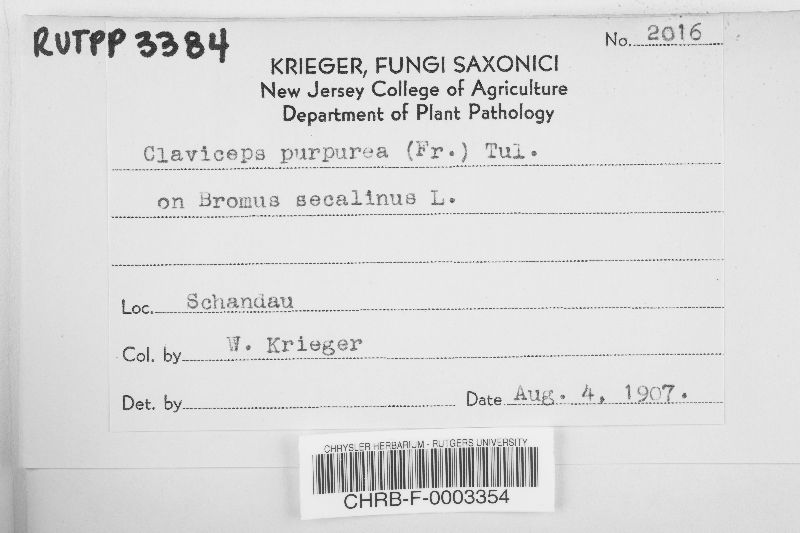 RUTPP 3384
No. 2016
KRIEGER, FUNGI SAXONICI
New Jersey College of Agriculture
Department of Plant Pathology
Claviceps purpurea (Fr.) Tul.
on Bromus secalinus L.
Loc. Schandau
Col. by W. Krieger
Det. by Date Aug. 4, 1907.
CHRYSLER HERBARIUM - RUTGERS UNIVERSITY
CHRB-F-0003354